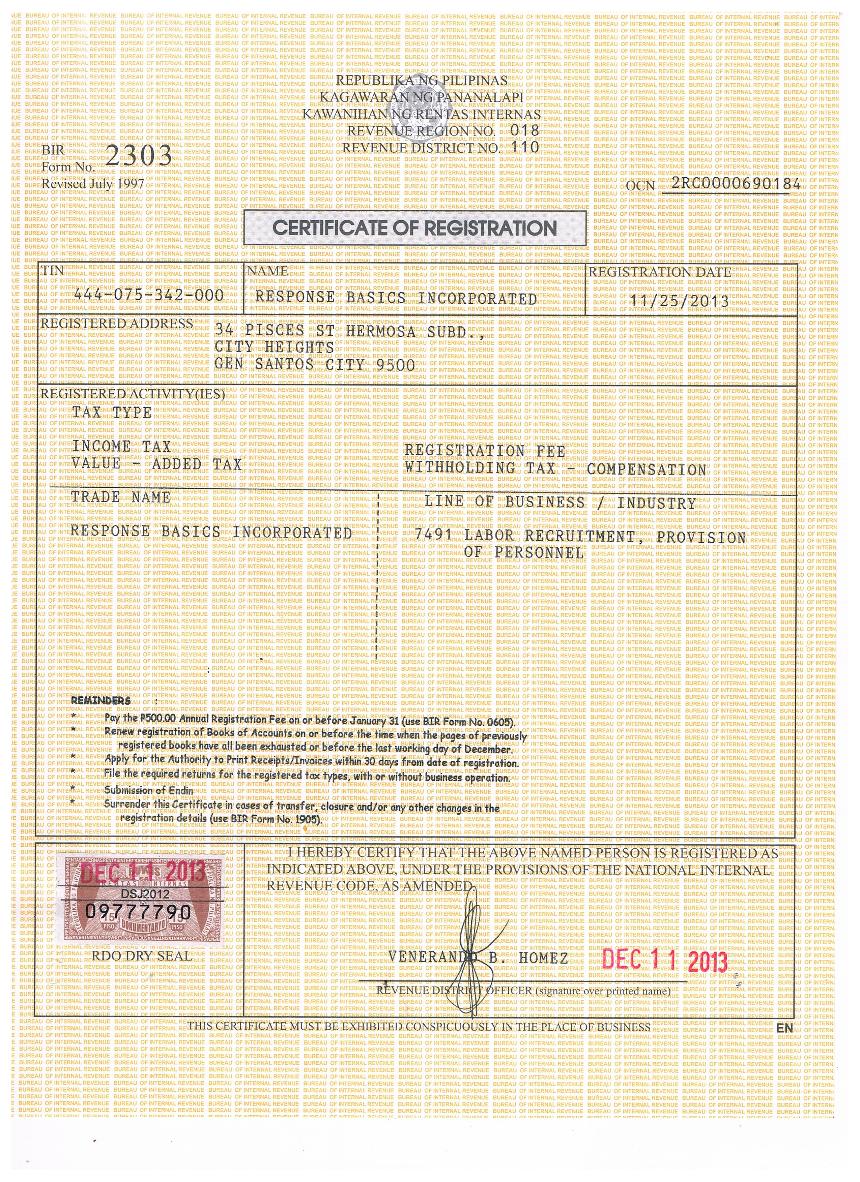 REPUBLIKA NG PILIPINAS
KAGAWARAN NG PANANALAPI
KAWANIHAN NG RENTAS INTERNAS
REVENUE REGION NO. 018
REVENUE DISTRICT NO. 110
BIR
Form No. 2303
Revised July 1997
OCN 2RC0000690184
CERTIFICATE OF REGISTRATION
TIN
444-075-342-000
NAME
RESPONSE BASICS INCORPORATED
REGISTRATION DATE
11/25/2013
REGISTERED ADDRESS
34 PISCES ST HERMOSA SUBD.,
CITY HEIGHTS
GEN SANTOS CITY 9500
REGISTERED ACTIVITY(IES)
TAX TYPE
INCOME TAX
VALUE - ADDED TAX
REGISTRATION FEE
WITHHOLDING TAX - COMPENSATION
TRADE NAME
RESPONSE BASICS INCORPORATED
LINE OF BUSINESS / INDUSTRY
7491 LABOR RECRUITMENT, PROVISION
OF PERSONNEL
REMINDERS :
* Pay the P500.00 Annual Registration Fee on or before January 31 (use BIR Form No. 0605).
* Renew registration of Books of Accounts on or before the time when the pages of previously
registered books have all been exhausted or before the last working day of December.
* Apply for the Authority to Print Receipts/Invoices within 30 days from date of registration.
* File the required returns for the registered tax types, with or without business operation.
* Submission of Endin
* Surrender this Certificate in cases of transfer, closure and/or any other changes in the
registration details (use BIR Form No. 1905).
DEC 11 2013
DSJ2012
09777790
RDO DRY SEAL
I HEREBY CERTIFY THAT THE ABOVE NAMED PERSON IS REGISTERED AS
INDICATED ABOVE, UNDER THE PROVISIONS OF THE NATIONAL INTERNAL
REVENUE CODE, AS AMENDED.
VENERANDO B. HOMEZ DEC 11 2013
REVENUE DISTRICT OFFICER (signature over printed name)
THIS CERTIFICATE MUST BE EXHIBITED CONSPICUOUSLY IN THE PLACE OF BUSINESS
EN